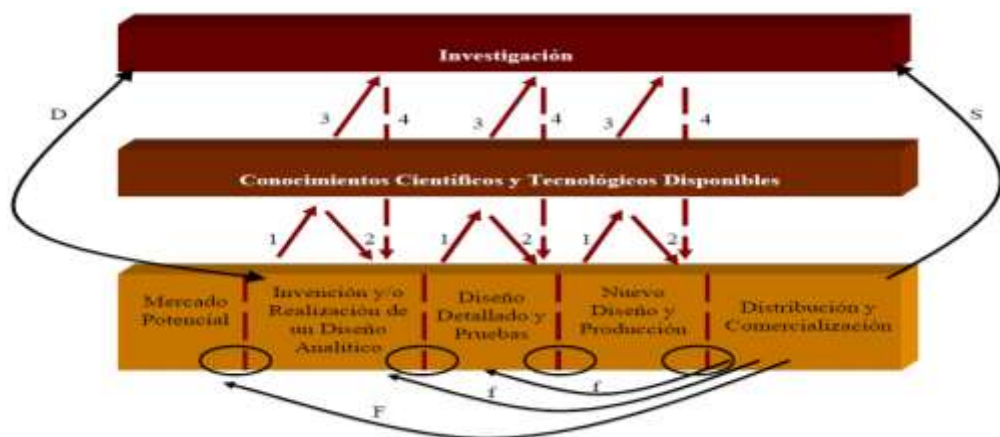 Investigación
D
S
3
4
3
4
3
4
Conocimientos Científicos y Tecnológicos Disponibles
1
2
1
2
1
2
Mercado
Potencial
Invención y/o
Realización de
un Diseño
Analítico
Diseño
Detallado y
Pruebas
Nuevo
Diseño y
Producción
Distribución y
Comercialización
f
f
F